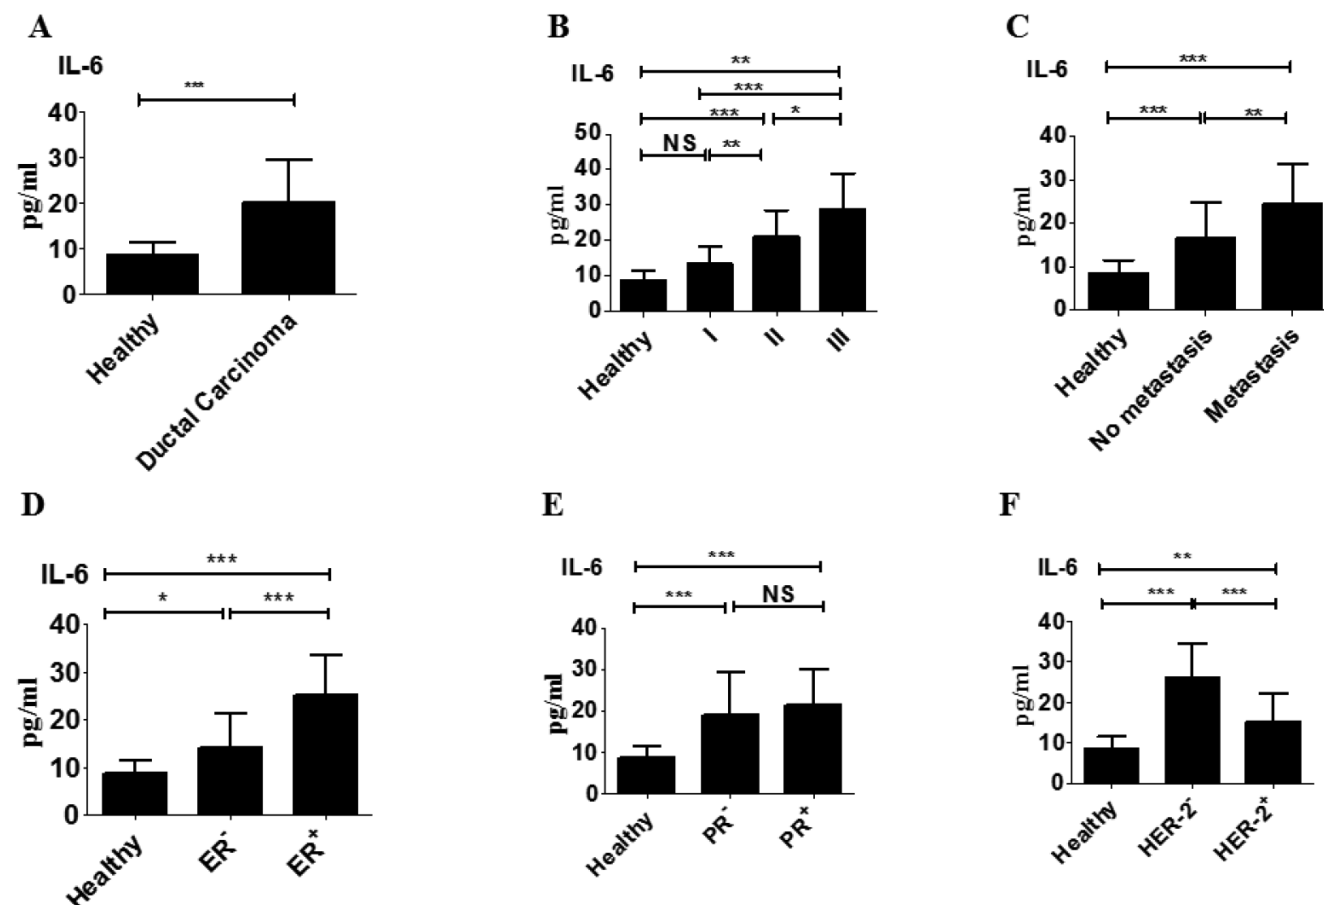 A
IL-6
***
pg/ml
40
30
20
10
0
Healthy
Ductal Carcinoma
B
IL-6
**
***
***
*
NS
**
pg/ml
50
40
30
20
10
0
Healthy
I
II
III
C
IL-6
***
***
**
pg/ml
40
30
20
10
0
Healthy
No metastasis
Metastasis
D
IL-6
***
*
***
pg/ml
40
30
20
10
0
Healthy
ER⁻
ER⁺
E
IL-6
***
***
NS
pg/ml
40
30
20
10
0
Healthy
PR⁻
PR⁺
F
IL-6
**
***
***
pg/ml
40
30
20
10
0
Healthy
HER-2⁻
HER-2⁺